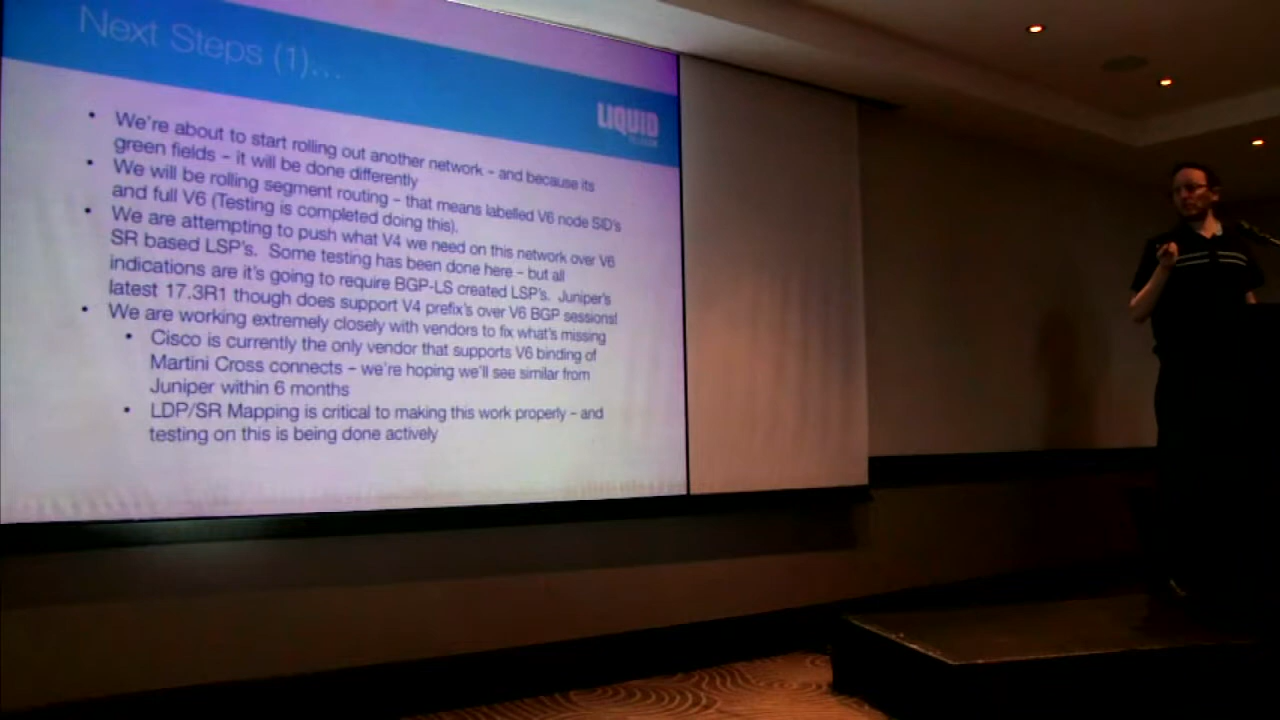 Next Steps (1)...
LIQUID
• We're about to start rolling out another network – and because its
green fields – it will be done differently
• We will be rolling segment routing – that means labelled V6 node SID's
and full V6 (Testing is completed doing this).
• We are attempting to push what V4 we need on this network over V6
SR based LSP's. Some testing has been done here – but all
indications are it's going to require BGP-LS created LSP's. Juniper's
latest 17.3R1 though does support V4 prefix's over V6 BGP sessions!
• We are working extremely closely with vendors to fix what's missing
• Cisco is currently the only vendor that supports V6 binding of
Martini Cross connects – we're hoping we'll see similar from
Juniper within 6 months
• LDP/SR Mapping is critical to making this work properly – and
testing on this is being done actively